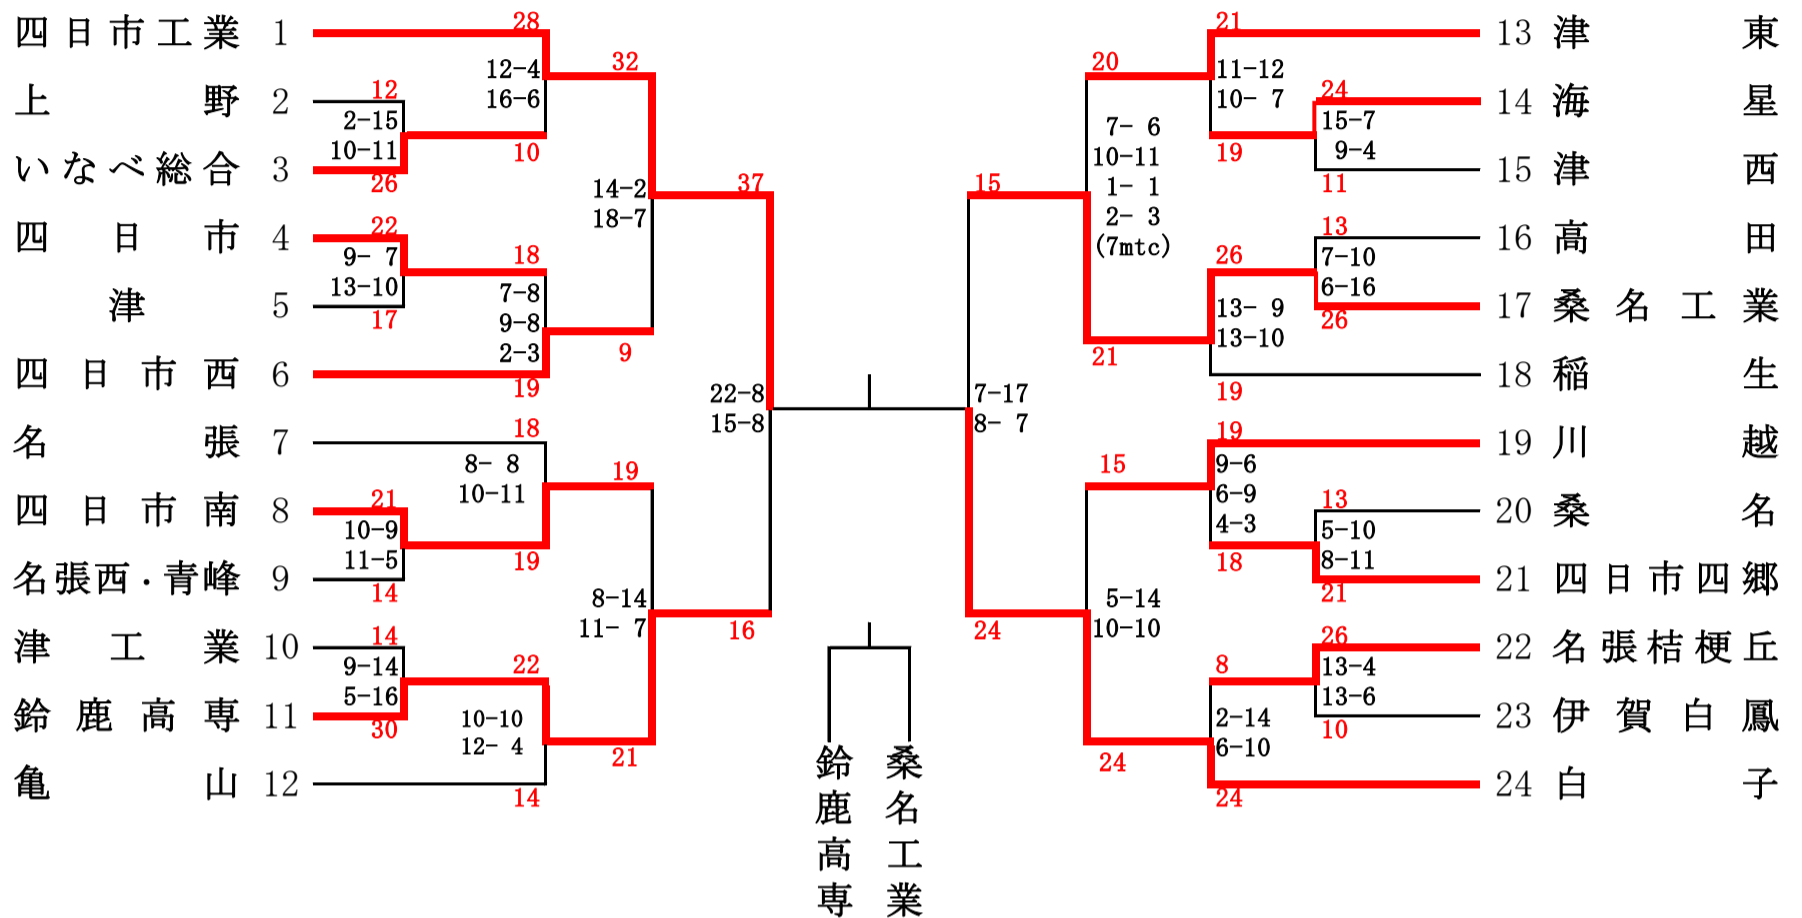 四日市工業 1 28 21 13 津東
12-4 32 20 11-12
上野 2 12 16-6 10- 7 24 14 海星
2-15 7- 6 15-7
10-11 10 10-11 19 9-4
いなべ総合 3 26 11 15 津西
14-2 37 1- 1 15
18-7 2- 3
(7mtc)
四日市 4 22 13 16 高田
9- 7 18 26 7-10
13-10 7-8 6-16
津 5 17 9-8 13- 9 26 17 桑名工業
2-3 9 21 13-10
四日市西 6 19 19 18 稲生
22-8 7-17
15-8 8- 7
名張 7 18 19 19 川越
8- 8 19 15 9-6
10-11 6-9
四日市南 8 21 4-3 13 20 桑名
10-9 5-10
11-5 19 18 8-11
名張西・青峰 9 14 21 21 四日市四郷
8-14 5-14
11- 7 16 24 10-10
津工業 10 14 26 22 名張桔梗丘
9-14 22 8 13-4
5-16 13-6
鈴鹿高専 11 30 10-10 2-14 10 23 伊賀白鳳
12- 4 21 24 6-10
亀山 12 14 24 24 白子
鈴鹿高専
桑名工業